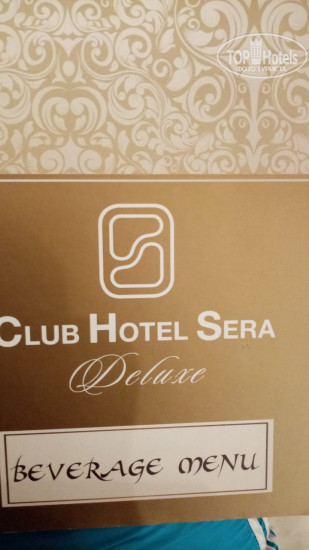 TOP Hotels
CLUB HOTEL SERA
Deluxe
BEVERAGE MENU